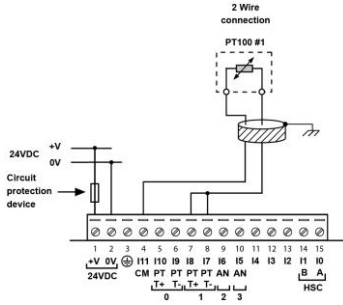 2 Wire
connection
PT100 #1
24VDC
+V
0V
Circuit
protection
device
1 2 3 4 5 6 7 8 9 10 11 12 13 14 15
+V 0V I11 I10 I9 I8 I7 I6 I5 I4 I3 I2 I1 I0
24VDC CM PT PT PT PT AN AN B A
T+ T- T+ T- HSC
0 1 2 3